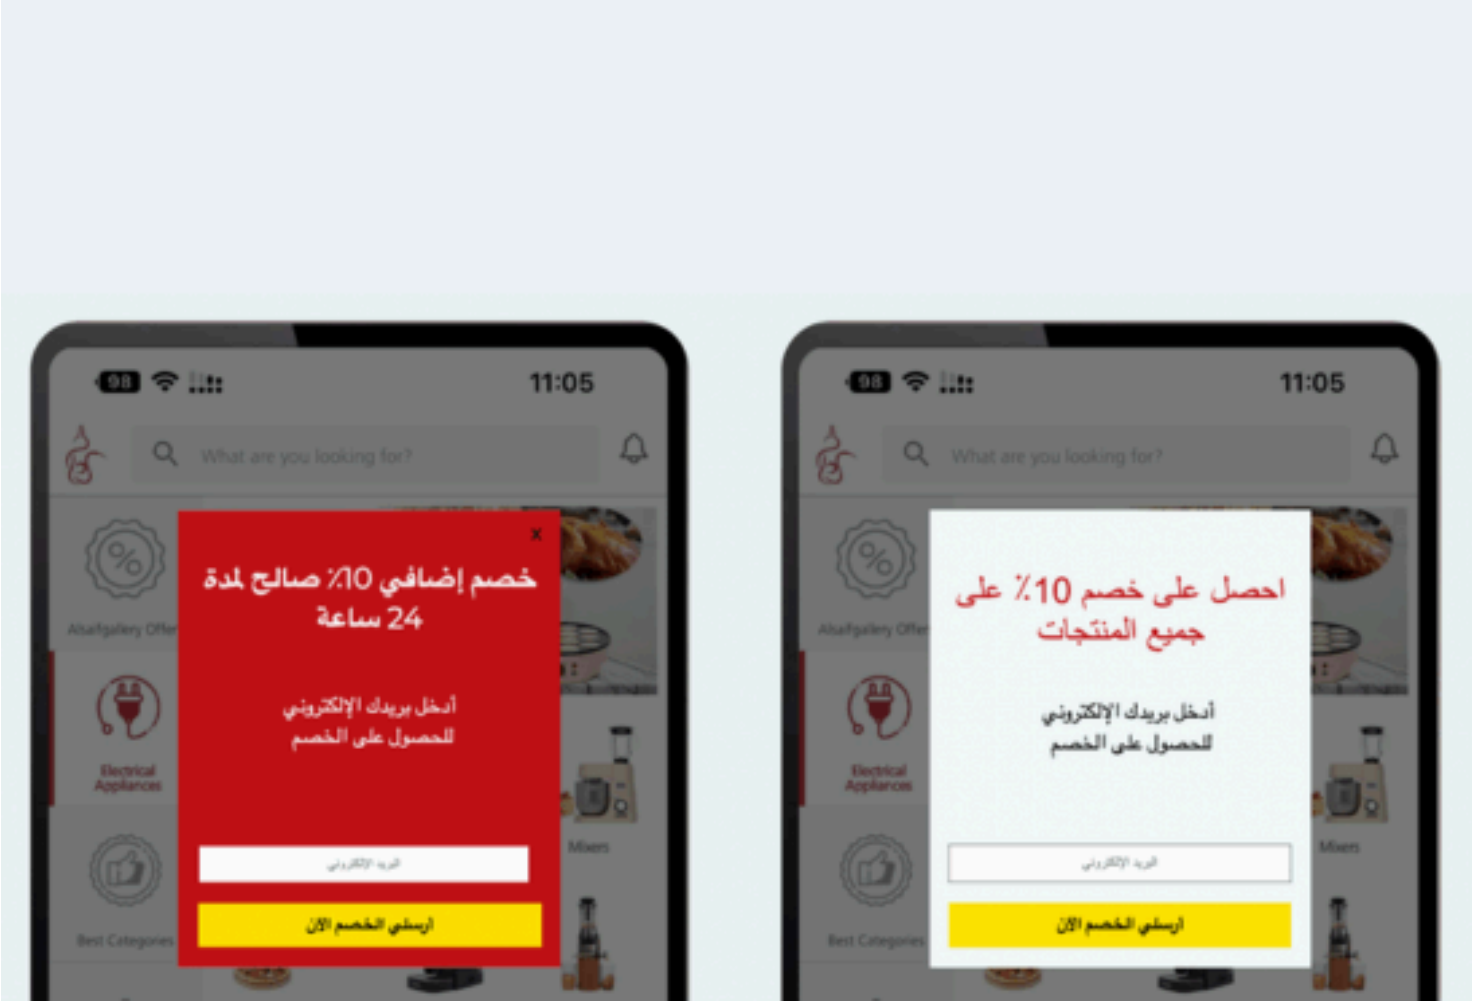 98
11:05
What are you looking for?
Alsaifgallery Offer
Electrical
Appliances
Best Categories
Mixers
x
خصم إضافي 10٪ صالح لمدة
24 ساعة
أدخل بريدك الإلكتروني
للحصول على الخصم
البريد الإلكتروني
ارسلي الخصم الآن
98
11:05
What are you looking for?
Alsaifgallery Offer
Electrical
Appliances
Best Categories
Mixers
احصل على خصم 10٪ على
جميع المنتجات
أدخل بريدك الإلكتروني
للحصول على الخصم
البريد الإلكتروني
ارسلي الخصم الآن